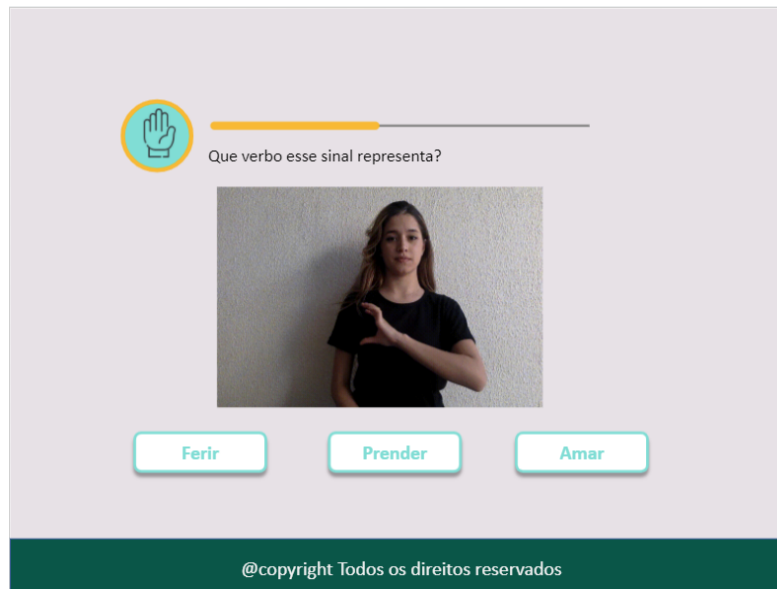 Que verbo esse sinal representa?
Ferir
Prender
Amar
@copyright Todos os direitos reservados